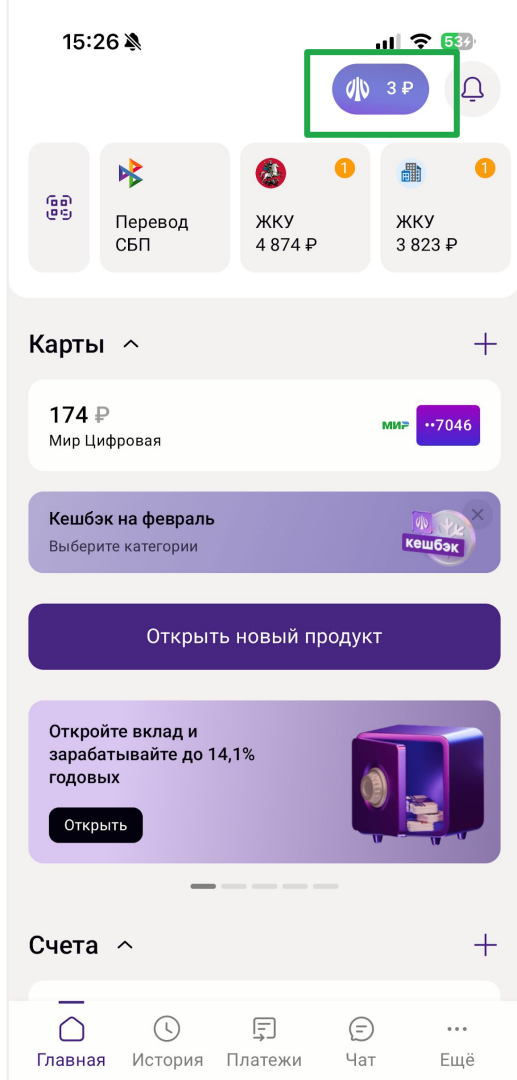 15:26
53
3 ₽
1
1
Перевод
СБП
ЖКУ
4 874 ₽
ЖКУ
3 823 ₽
Карты
174 ₽
Мир Цифровая
МИР
··7046
Кешбэк на февраль
Выберите категории
кешбэк
Открыть новый продукт
Откройте вклад и
зарабатывайте до 14,1%
годовых
Открыть
Счета
Главная
История
Платежи
Чат
Ещё